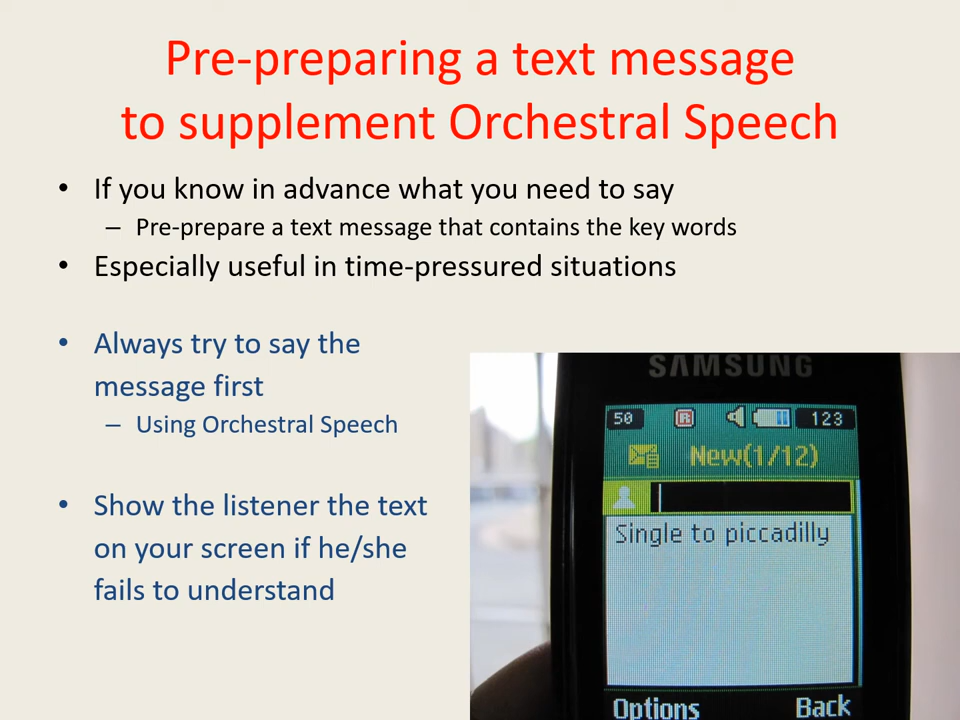 Pre-preparing a text message
to supplement Orchestral Speech
• If you know in advance what you need to say
– Pre-prepare a text message that contains the key words
• Especially useful in time-pressured situations
• Always try to say the
message first
– Using Orchestral Speech
• Show the listener the text
on your screen if he/she
fails to understand
SAMSUNG
50 R 123
New(1/12)
Single to piccadilly
Options Back